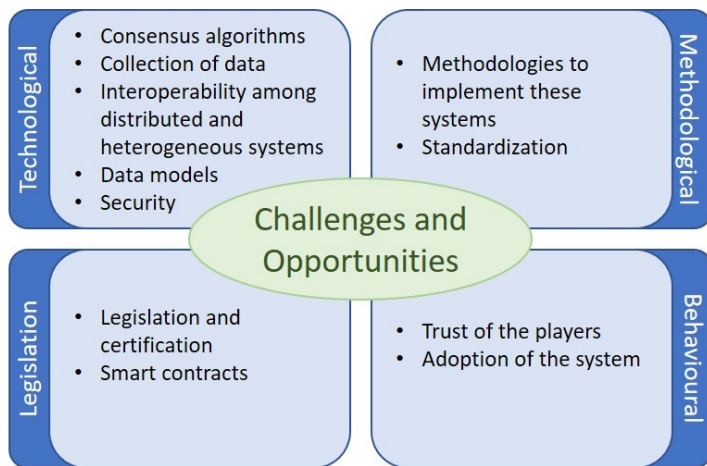 Technological
• Consensus algorithms
• Collection of data
• Interoperability among
distributed and
heterogeneous systems
• Data models
• Security
Methodological
• Methodologies to
implement these
systems
• Standardization
Challenges and
Opportunities
Legislation
• Legislation and
certification
• Smart contracts
Behavioural
• Trust of the players
• Adoption of the system